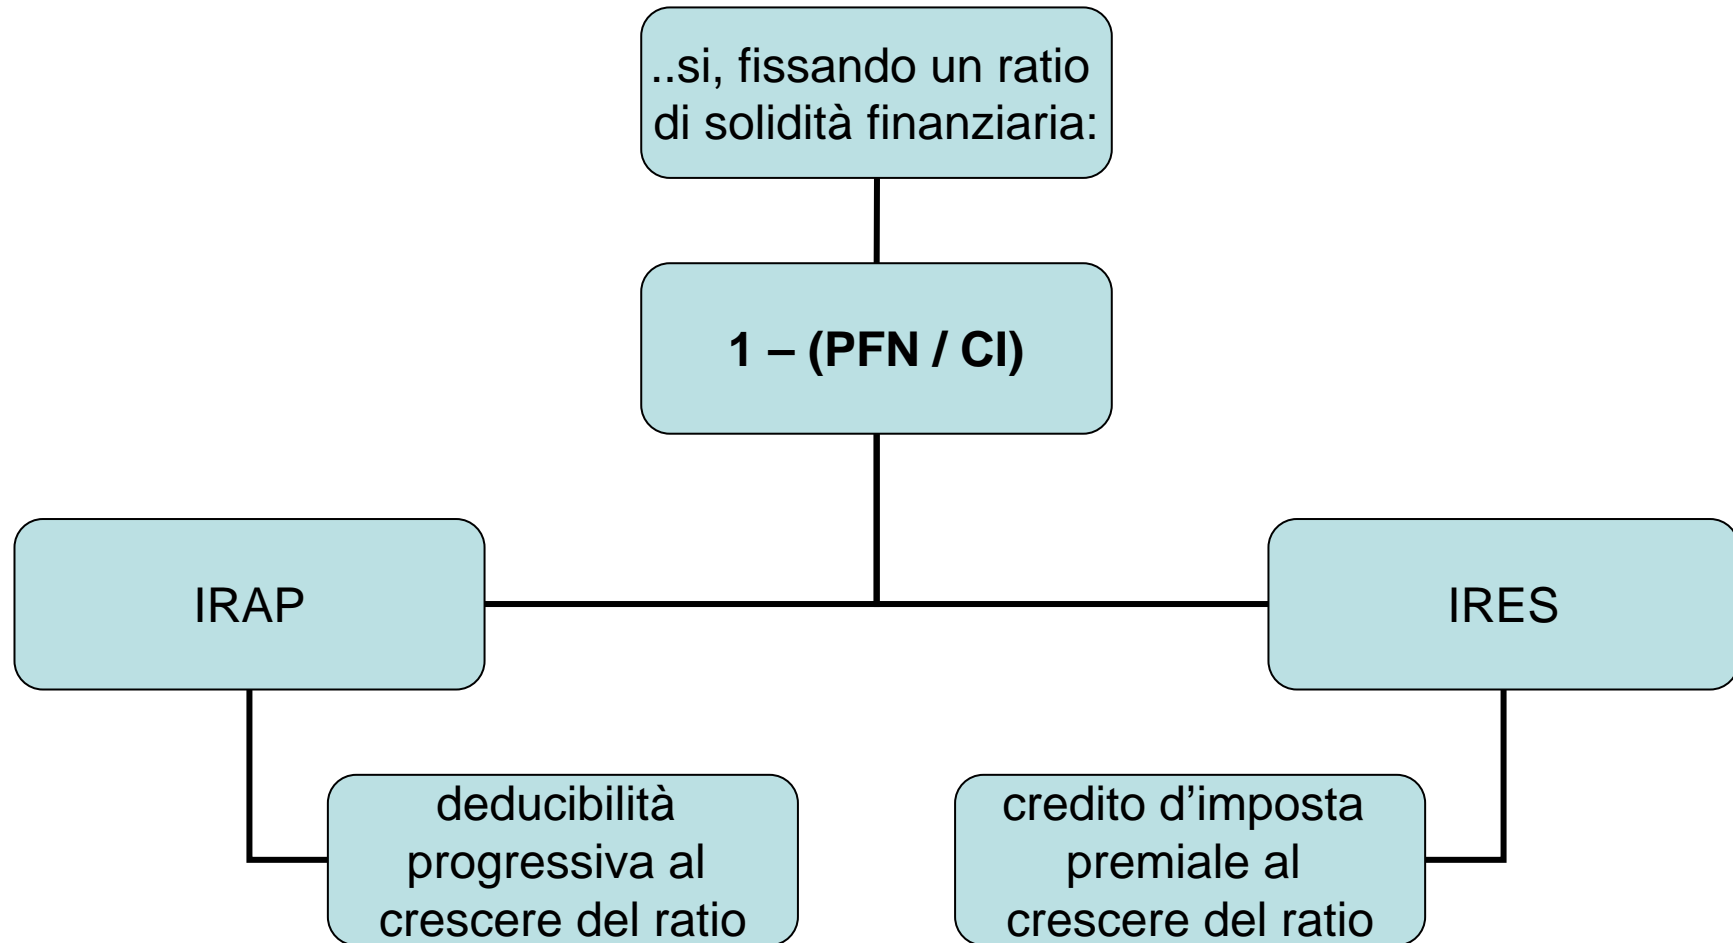 ..si, fissando un ratio
di solidità finanziaria:
1 – (PFN / CI)
IRAP
IRES
deducibilità
progressiva al
crescere del ratio
credito d’imposta
premiale al
crescere del ratio